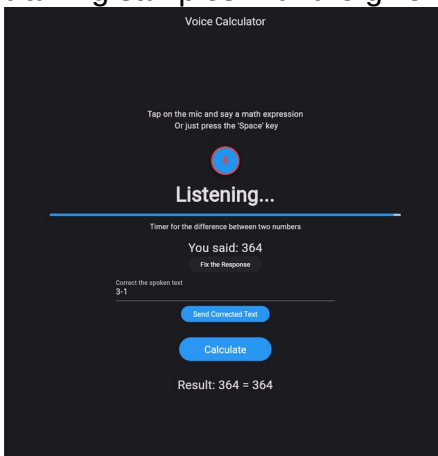 Voice Calculator
Tap on the mic and say a math expression
Or just press the 'Space' key
Listening...
Timer for the difference between two numbers
You said: 364
Fix the Response
Correct the spoken text
3-1
Send Corrected Text
Calculate
Result: 364 = 364